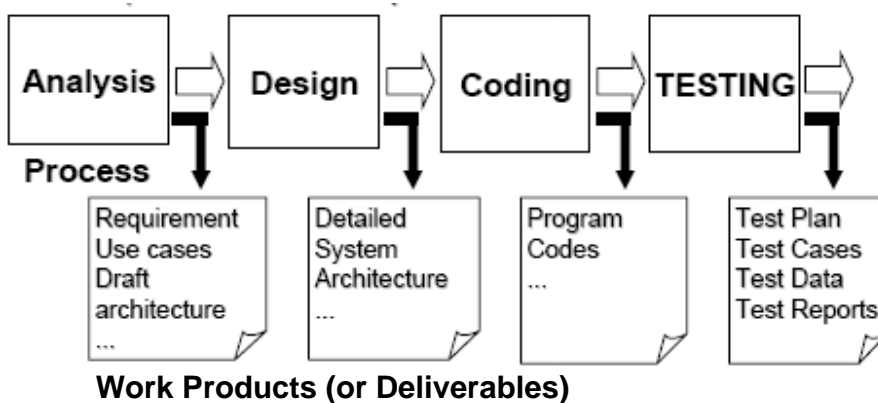 Analysis
Design
Coding
TESTING
Process
Requirement
Use cases
Draft
architecture
...
Detailed
System
Architecture
...
Program
Codes
...
Test Plan
Test Cases
Test Data
Test Reports
Work Products (or Deliverables)